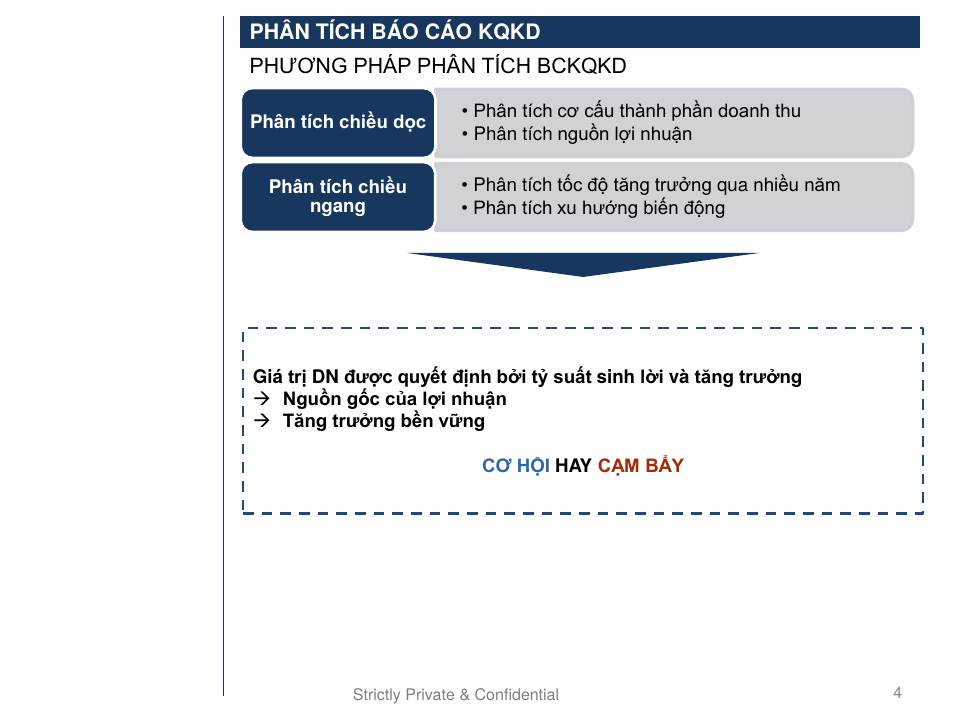 PHÂN TÍCH BÁO CÁO KQKD
PHƯƠNG PHÁP PHÂN TÍCH BCKQKD
Phân tích chiều dọc
• Phân tích cơ cấu thành phần doanh thu
• Phân tích nguồn lợi nhuận
Phân tích chiều
ngang
• Phân tích tốc độ tăng trưởng qua nhiều năm
• Phân tích xu hướng biến động
Giá trị DN được quyết định bởi tỷ suất sinh lời và tăng trưởng
→ Nguồn gốc của lợi nhuận
→ Tăng trưởng bền vững
CƠ HỘI HAY CẠM BẪY
Strictly Private & Confidential
4